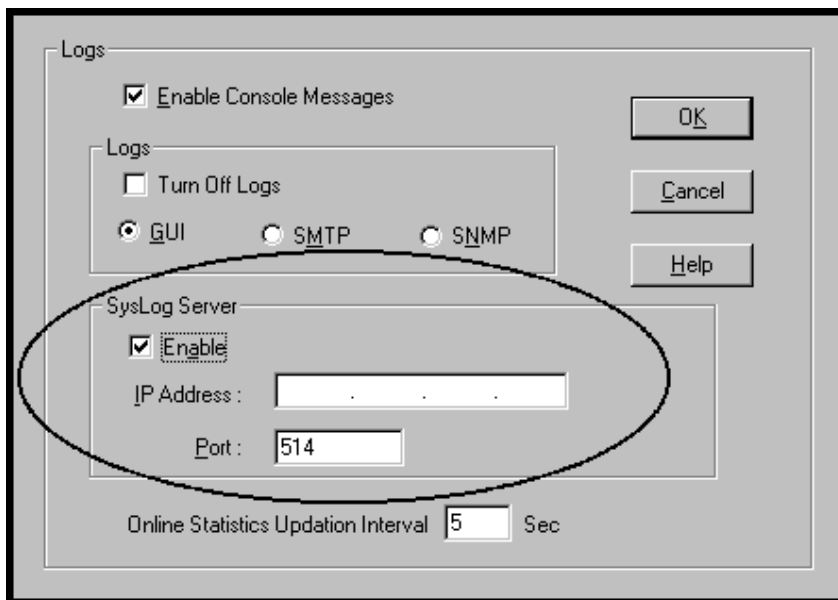 Logs
Enable Console Messages
OK
Logs
Turn Off Logs
Cancel
GUI SMTP SNMP
Help
SysLog Server
Enable
IP Address : . . .
Port : 514
Online Statistics Updation Interval 5 Sec